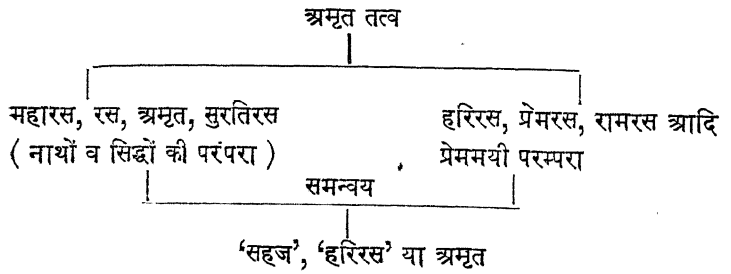 अमृत तत्व
महारस, रस, अमृत, सुरतिरस
( नाथों व सिद्धों की परंपरा )
हरिरस, प्रेमरस, रामरस आदि
प्रेममयी परम्परा
समन्वय
‘सहज’, ‘हरिरस’ या अमृत